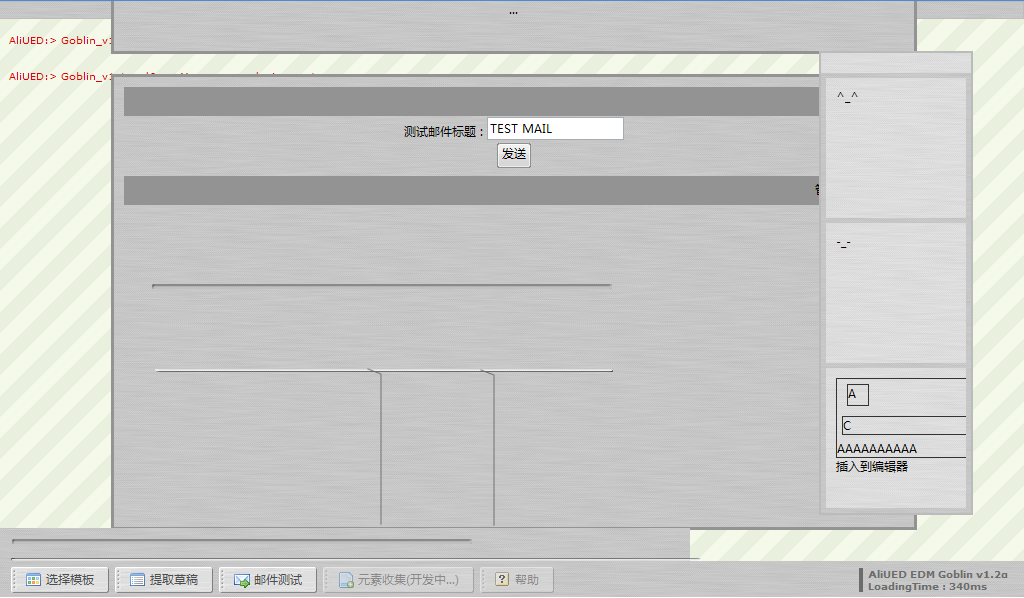 ...
AliUED:> Goblin_v1
AliUED:> Goblin_v1
^_^
测试邮件标题：TEST MAIL
发送
-_-
A
C
AAAAAAAAAA
插入到编辑器
选择模板
提取草稿
邮件测试
元素收集(开发中...)
? 帮助
AliUED EDM Goblin v1.2α
LoadingTime : 340ms